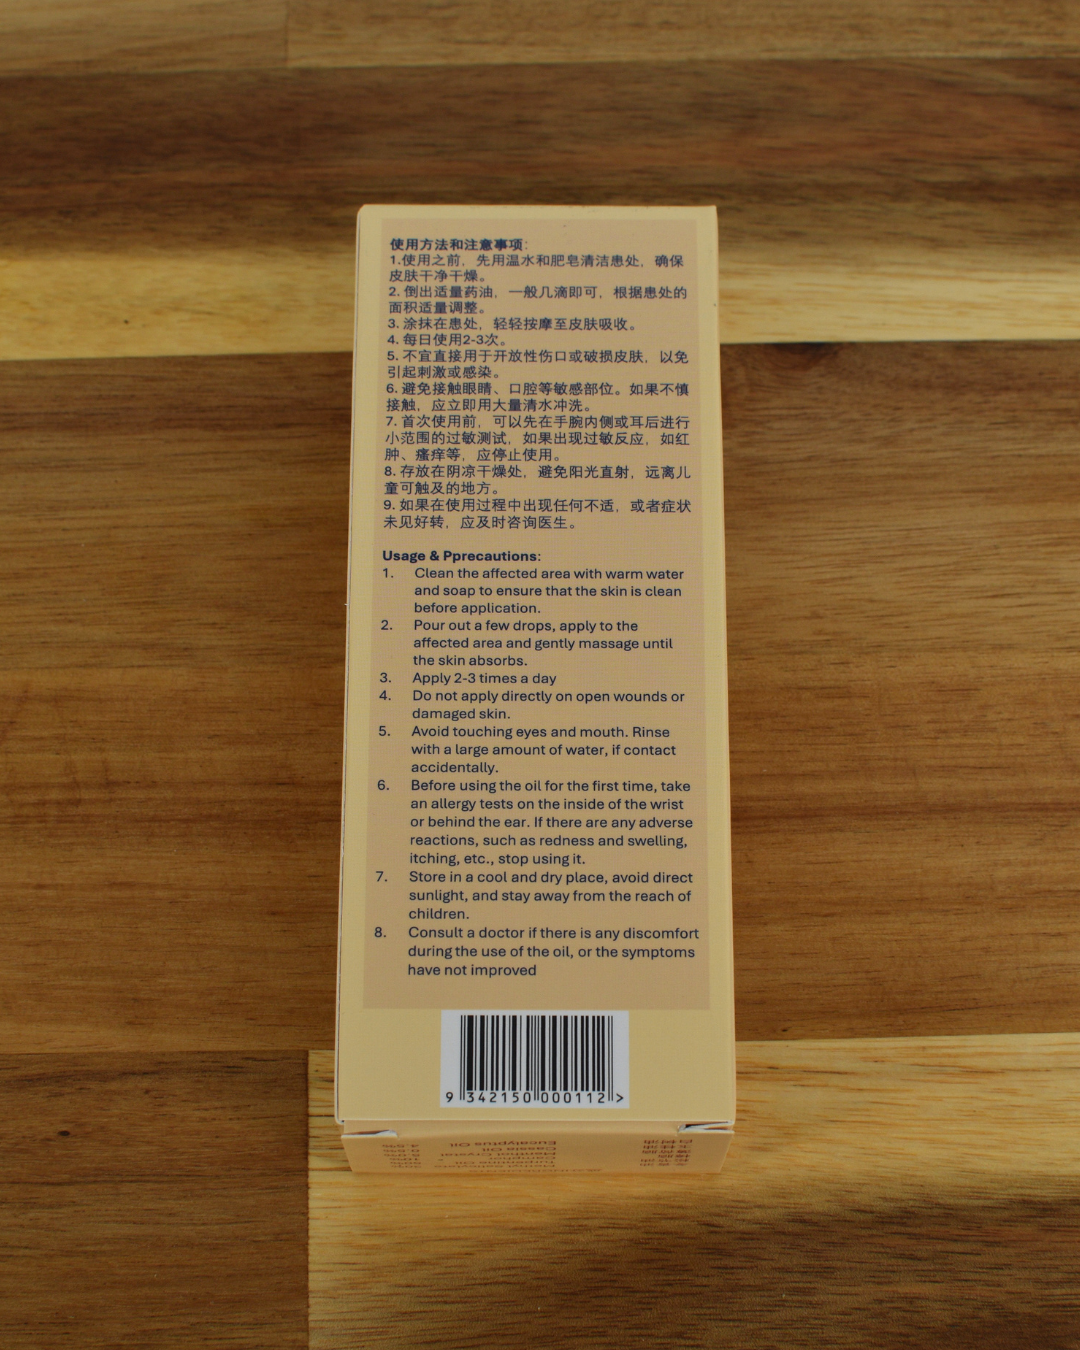 使用方法和注意事项:
1.使用之前，先用温水和肥皂清洁患处，确保
皮肤干净干燥。
2. 倒出适量药油，一般几滴即可，根据患处的
面积适量调整。
3. 涂抹在患处，轻轻按摩至皮肤吸收。
4. 每日使用2-3次。
5. 不宜直接用于开放性伤口或破损皮肤，以免
引起刺激或感染。
6. 避免接触眼睛、口腔等敏感部位。如果不慎
接触，应立即用大量清水冲洗。
7. 首次使用前，可以先在手腕内侧或耳后进行
小范围的过敏测试，如果出现过敏反应，如红
肿、瘙痒等，应停止使用。
8. 存放在阴凉干燥处，避免阳光直射，远离儿
童可触及的地方。
9. 如果在使用过程中出现任何不适，或者症状
未见好转，应及时咨询医生。
Usage & Pprecautions:
1. Clean the affected area with warm water
and soap to ensure that the skin is clean
before application.
2. Pour out a few drops, apply to the
affected area and gently massage until
the skin absorbs.
3. Apply 2-3 times a day
4. Do not apply directly on open wounds or
damaged skin.
5. Avoid touching eyes and mouth. Rinse
with a large amount of water, if contact
accidentally.
6. Before using the oil for the first time, take
an allergy tests on the inside of the wrist
or behind the ear. If there are any adverse
reactions, such as redness and swelling,
itching, etc., stop using it.
7. Store in a cool and dry place, avoid direct
sunlight, and stay away from the reach of
children.
8. Consult a doctor if there is any discomfort
during the use of the oil, or the symptoms
have not improved
9 342150 000112 >
Eucalyptus Oil
Cassia Oil
Menthol Crystal